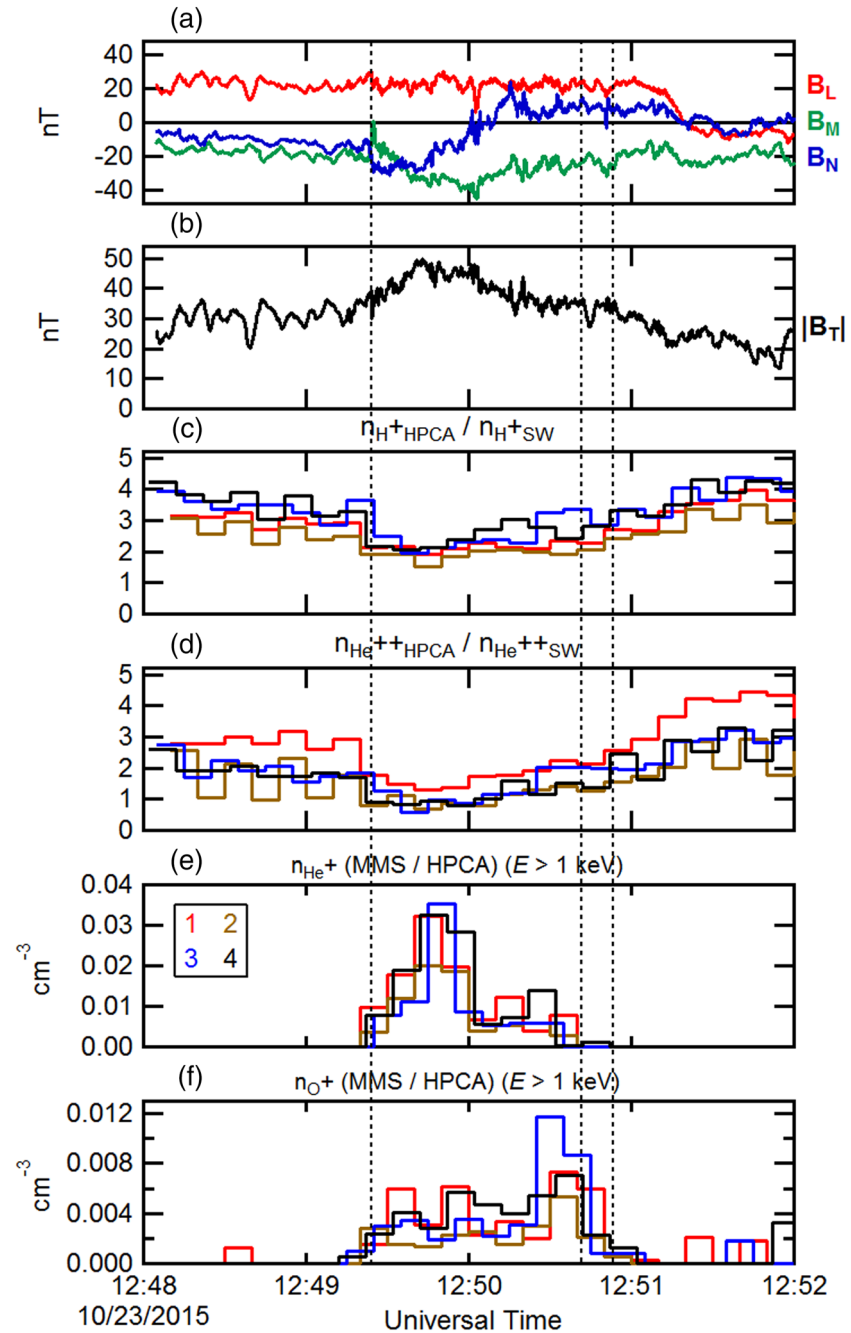 (a)
40
20
0
-20
-40
nT
B_L
B_M
B_N
(b)
50
40
30
20
10
0
nT
|B_T|
(c)
n_H+_HPCA / n_H+_SW
5
4
3
2
1
0
(d)
n_He++_HPCA / n_He++_SW
5
4
3
2
1
0
(e)
n_He+ (MMS / HPCA) (E > 1 keV)
0.04
0.03
0.02
0.01
0.00
cm^-3
1 2
3 4
(f)
n_O+ (MMS / HPCA) (E > 1 keV)
0.012
0.008
0.004
0.000
cm^-3
12:48 12:49 12:50 12:51 12:52
10/23/2015 Universal Time